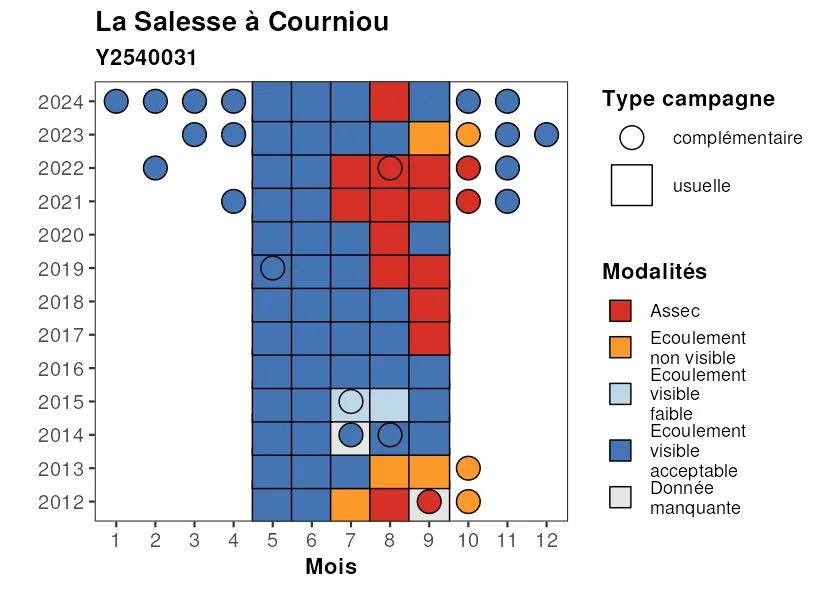 La Salesse à Courniou
Y2540031
2024
2023
2022
2021
2020
2019
2018
2017
2016
2015
2014
2013
2012
1 2 3 4 5 6 7 8 9 10 11 12
Mois
Type campagne
complémentaire
usuelle
Modalités
Assec
Ecoulement
non visible
Ecoulement
visible
faible
Ecoulement
visible
acceptable
Donnée
manquante